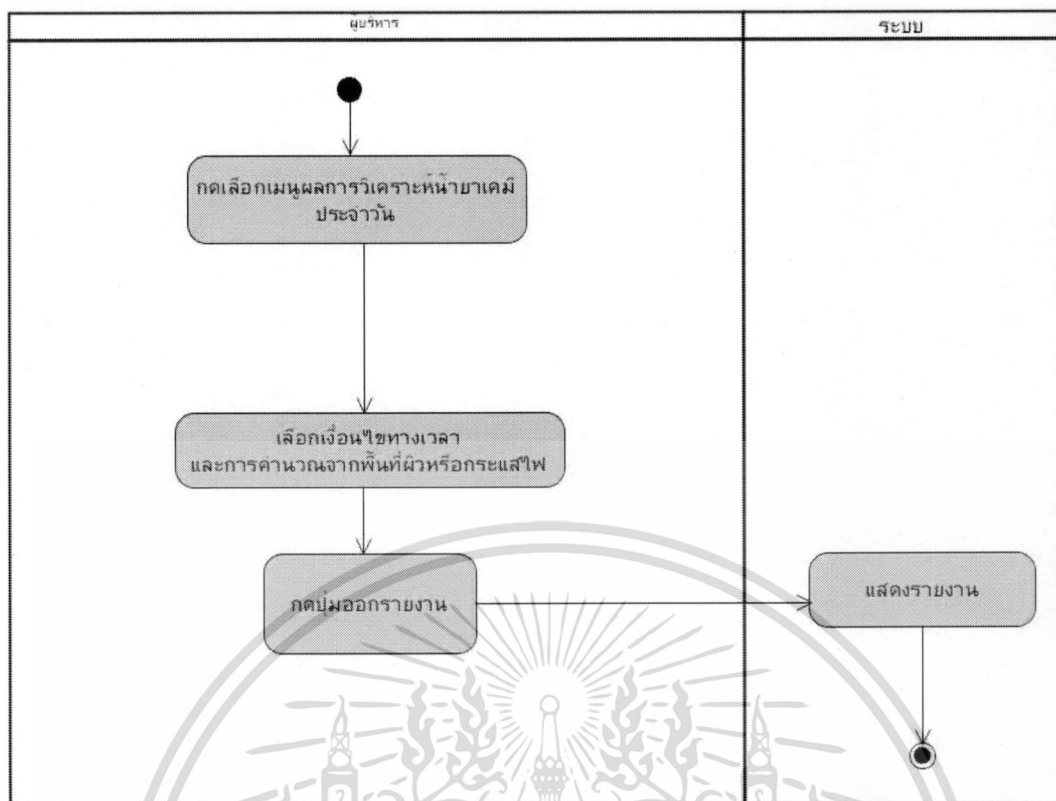 ผู้บริหาร
ระบบ
กดเลือกเมนูผลการวิเคราะห์น้ำยาเคมี
ประจำวัน
เลือกเงื่อนไขทางเวลา
และการคำนวณจากพื้นที่ผิวหรือกระแสไฟ
กดปุ่มออกรายงาน
แสดงรายงาน